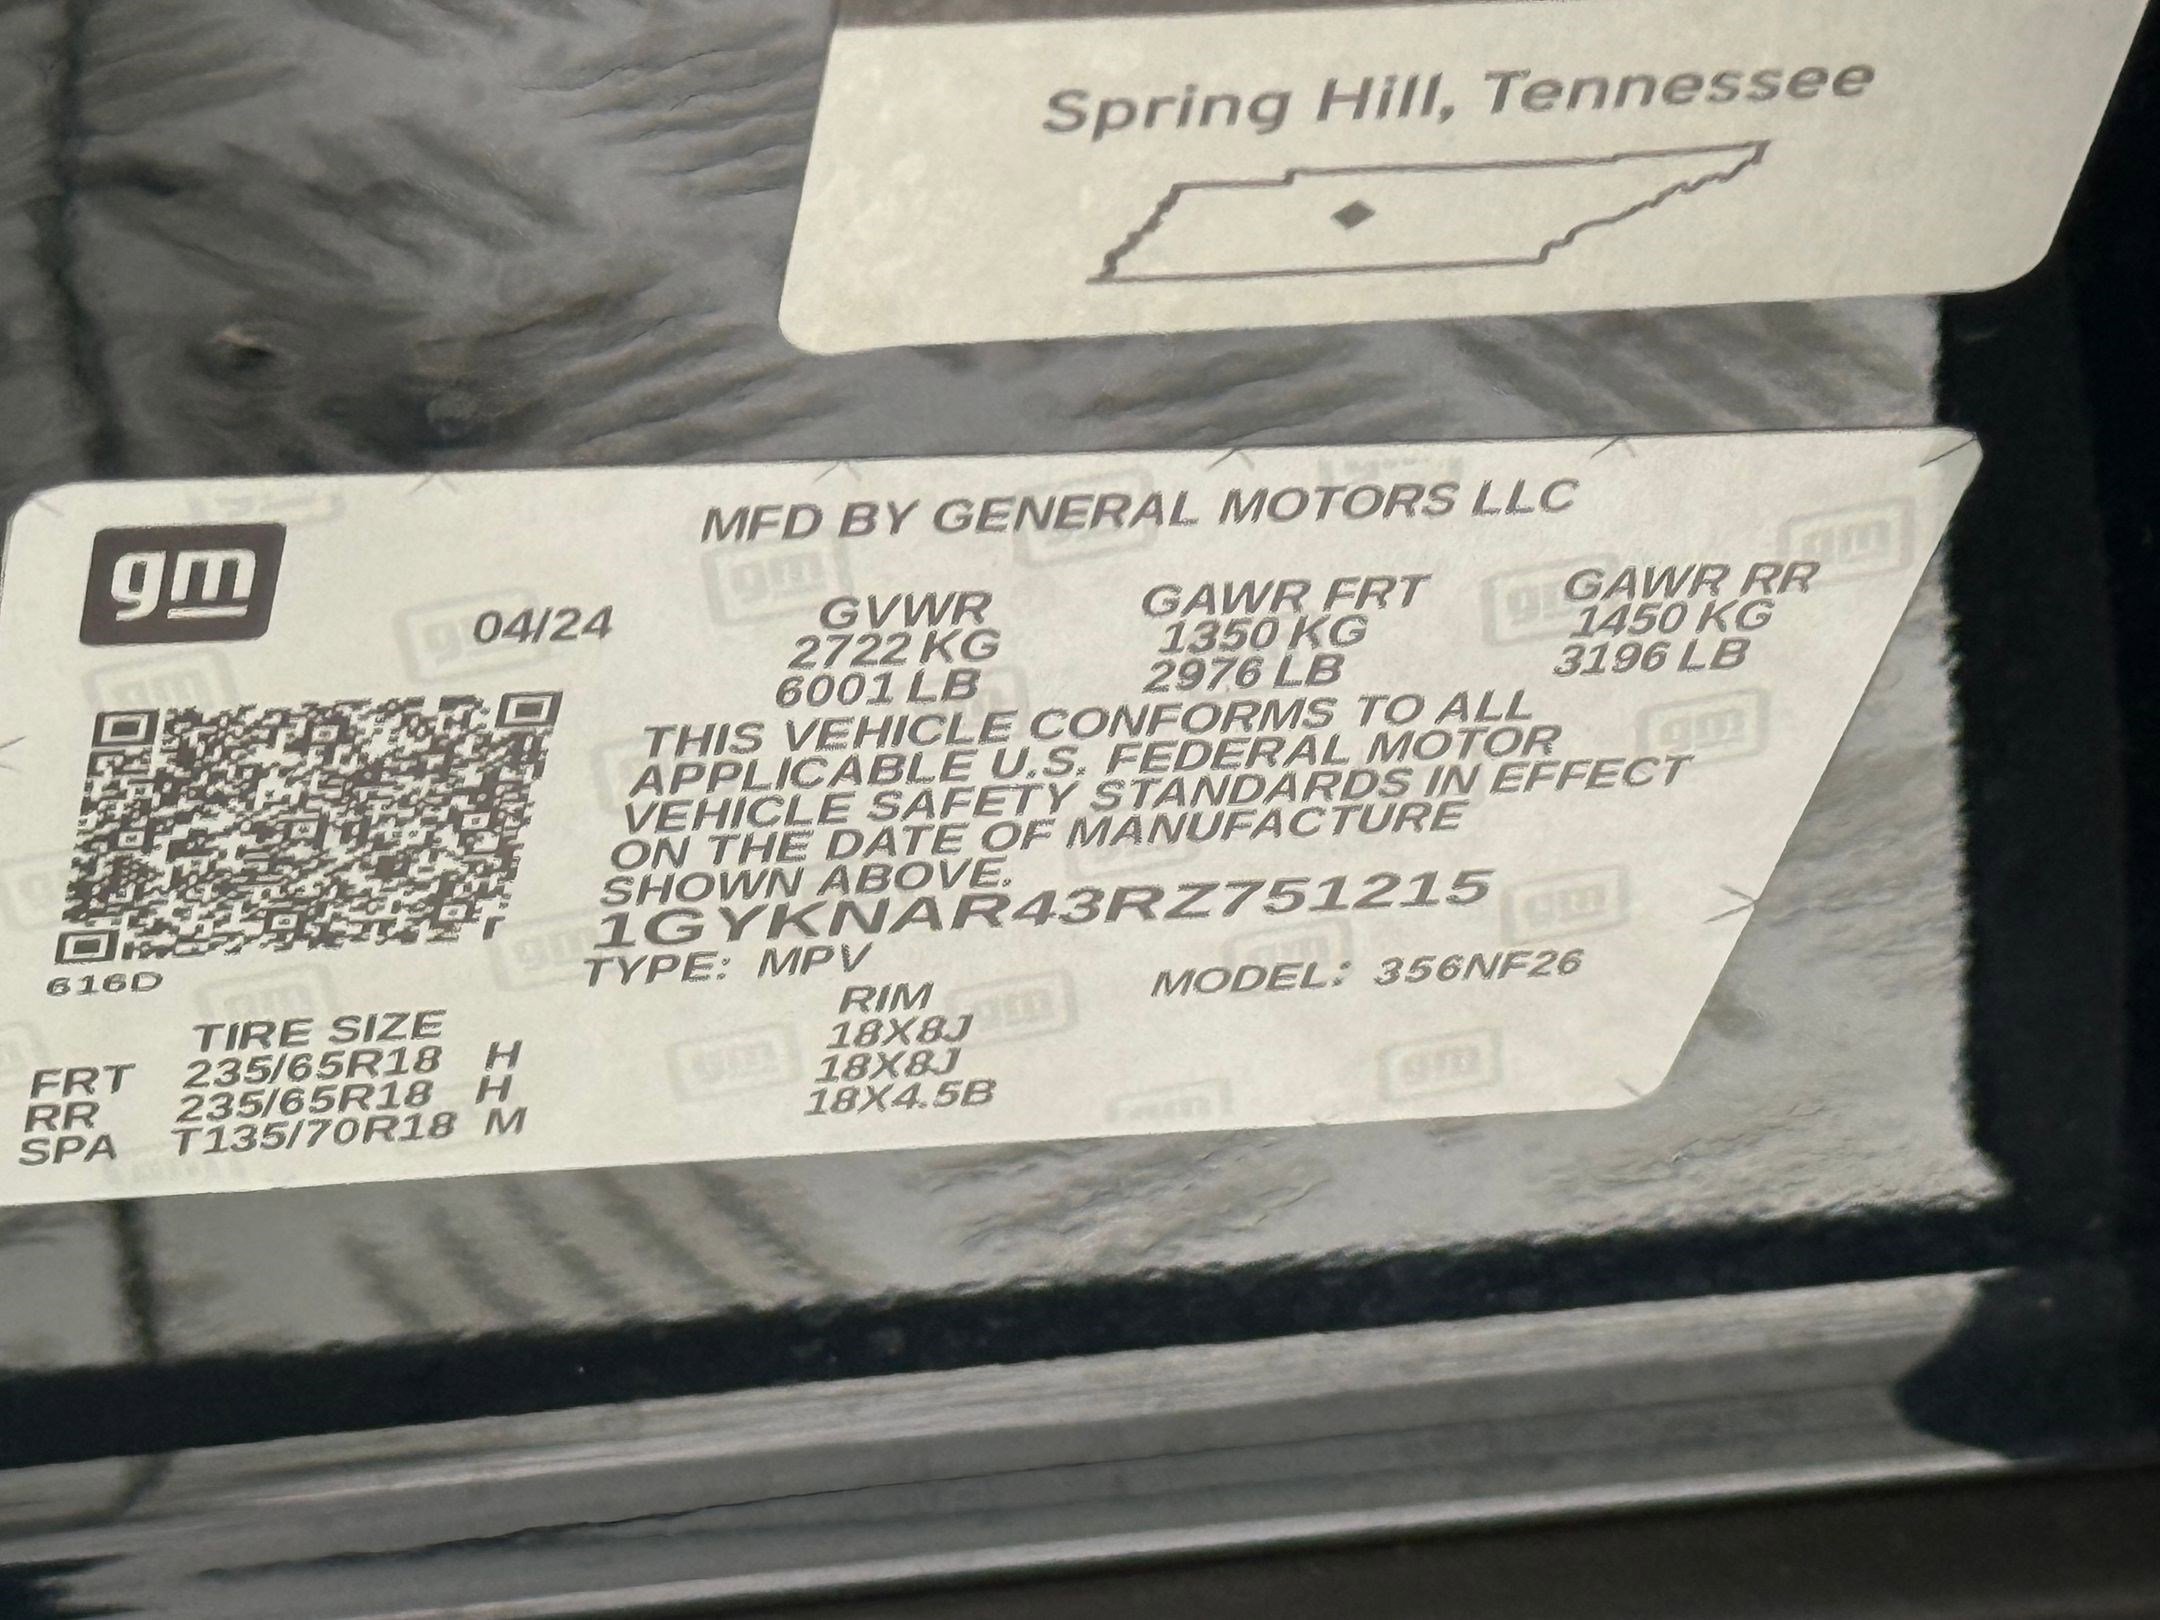 Spring Hill, Tennessee
MFD BY GENERAL MOTORS LLC
gm
04/24
GVWR GAWR FRT GAWR RR
2722 KG 1350 KG 1450 KG
6001 LB 2976 LB 3196 LB
THIS VEHICLE CONFORMS TO ALL
APPLICABLE U.S. FEDERAL MOTOR
VEHICLE SAFETY STANDARDS IN EFFECT
ON THE DATE OF MANUFACTURE
SHOWN ABOVE.
1GYKNAR43RZ751215
TYPE: MPV MODEL: 356NF26
616D
TIRE SIZE RIM
FRT 235/65R18 H 18X8J
RR 235/65R18 H 18X8J
SPA T135/70R18 M 18X4.5B